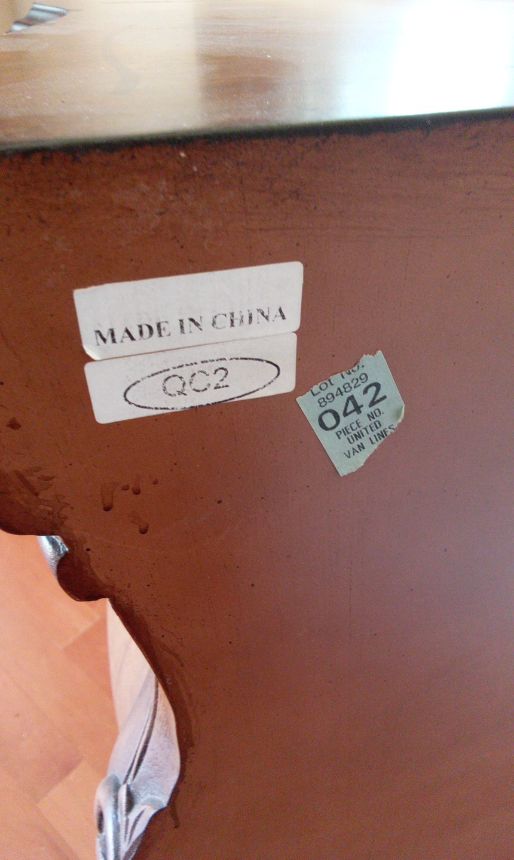 MADE IN CHINA
QC2
LOT NO.
894829
042
PIECE NO.
UNITED
VAN LINES